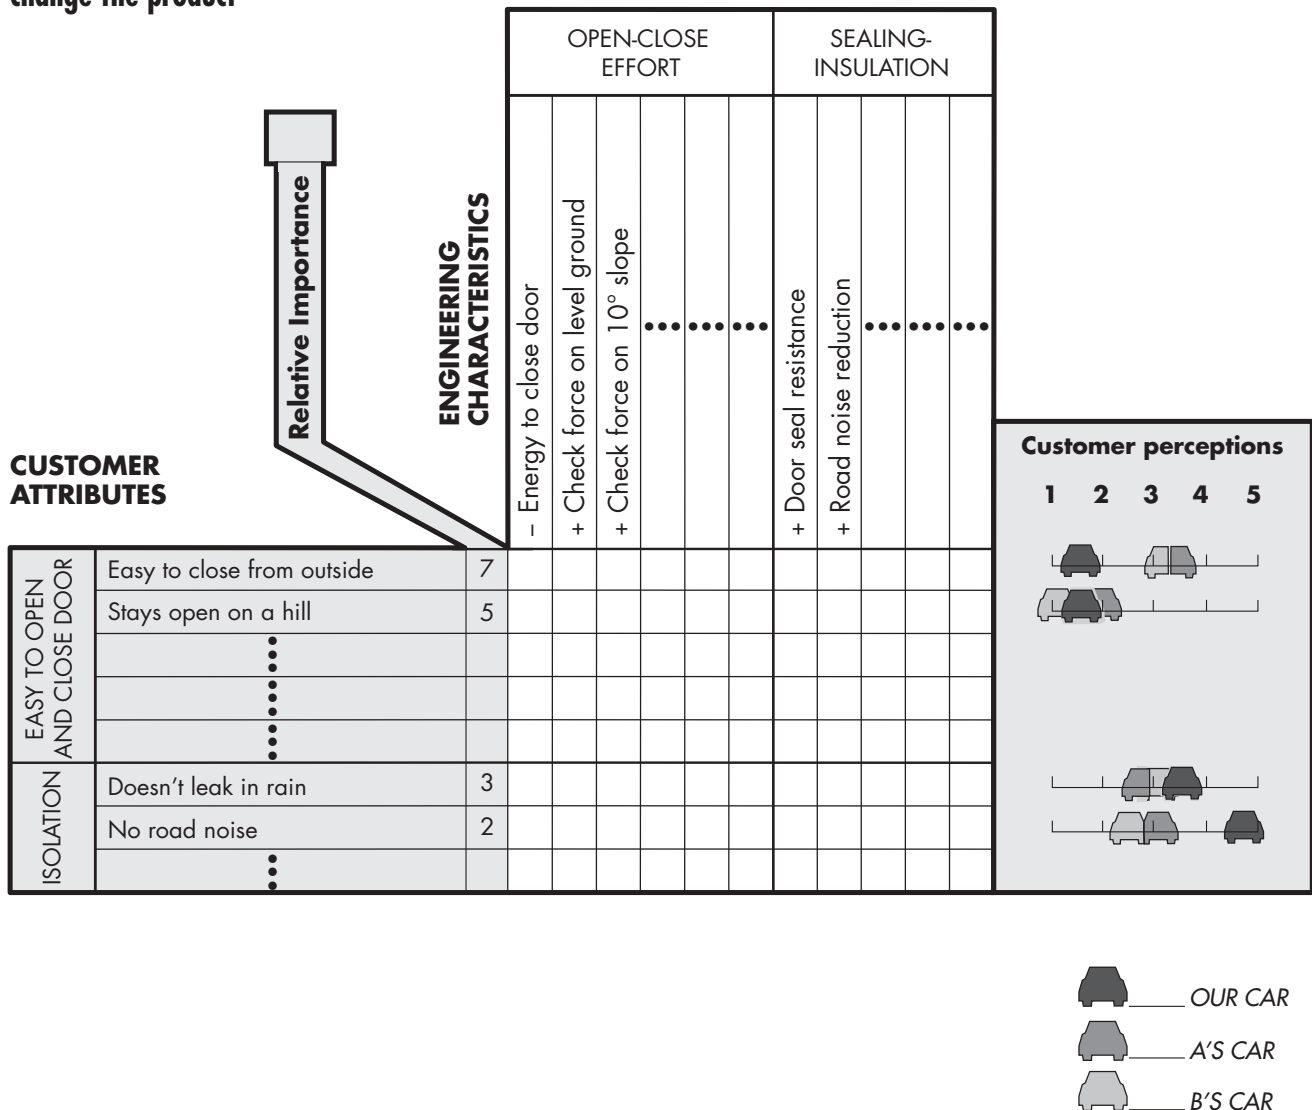 change the product
OPEN-CLOSE
EFFORT
SEALING-
INSULATION
Relative Importance
ENGINEERING
CHARACTERISTICS
– Energy to close door
+ Check force on level ground
+ Check force on 10° slope
+ Door seal resistance
+ Road noise reduction
CUSTOMER
ATTRIBUTES
Customer perceptions
1 2 3 4 5
EASY TO OPEN
AND CLOSE DOOR
Easy to close from outside 7
Stays open on a hill 5
ISOLATION
Doesn't leak in rain 3
No road noise 2
OUR CAR
A'S CAR
B'S CAR